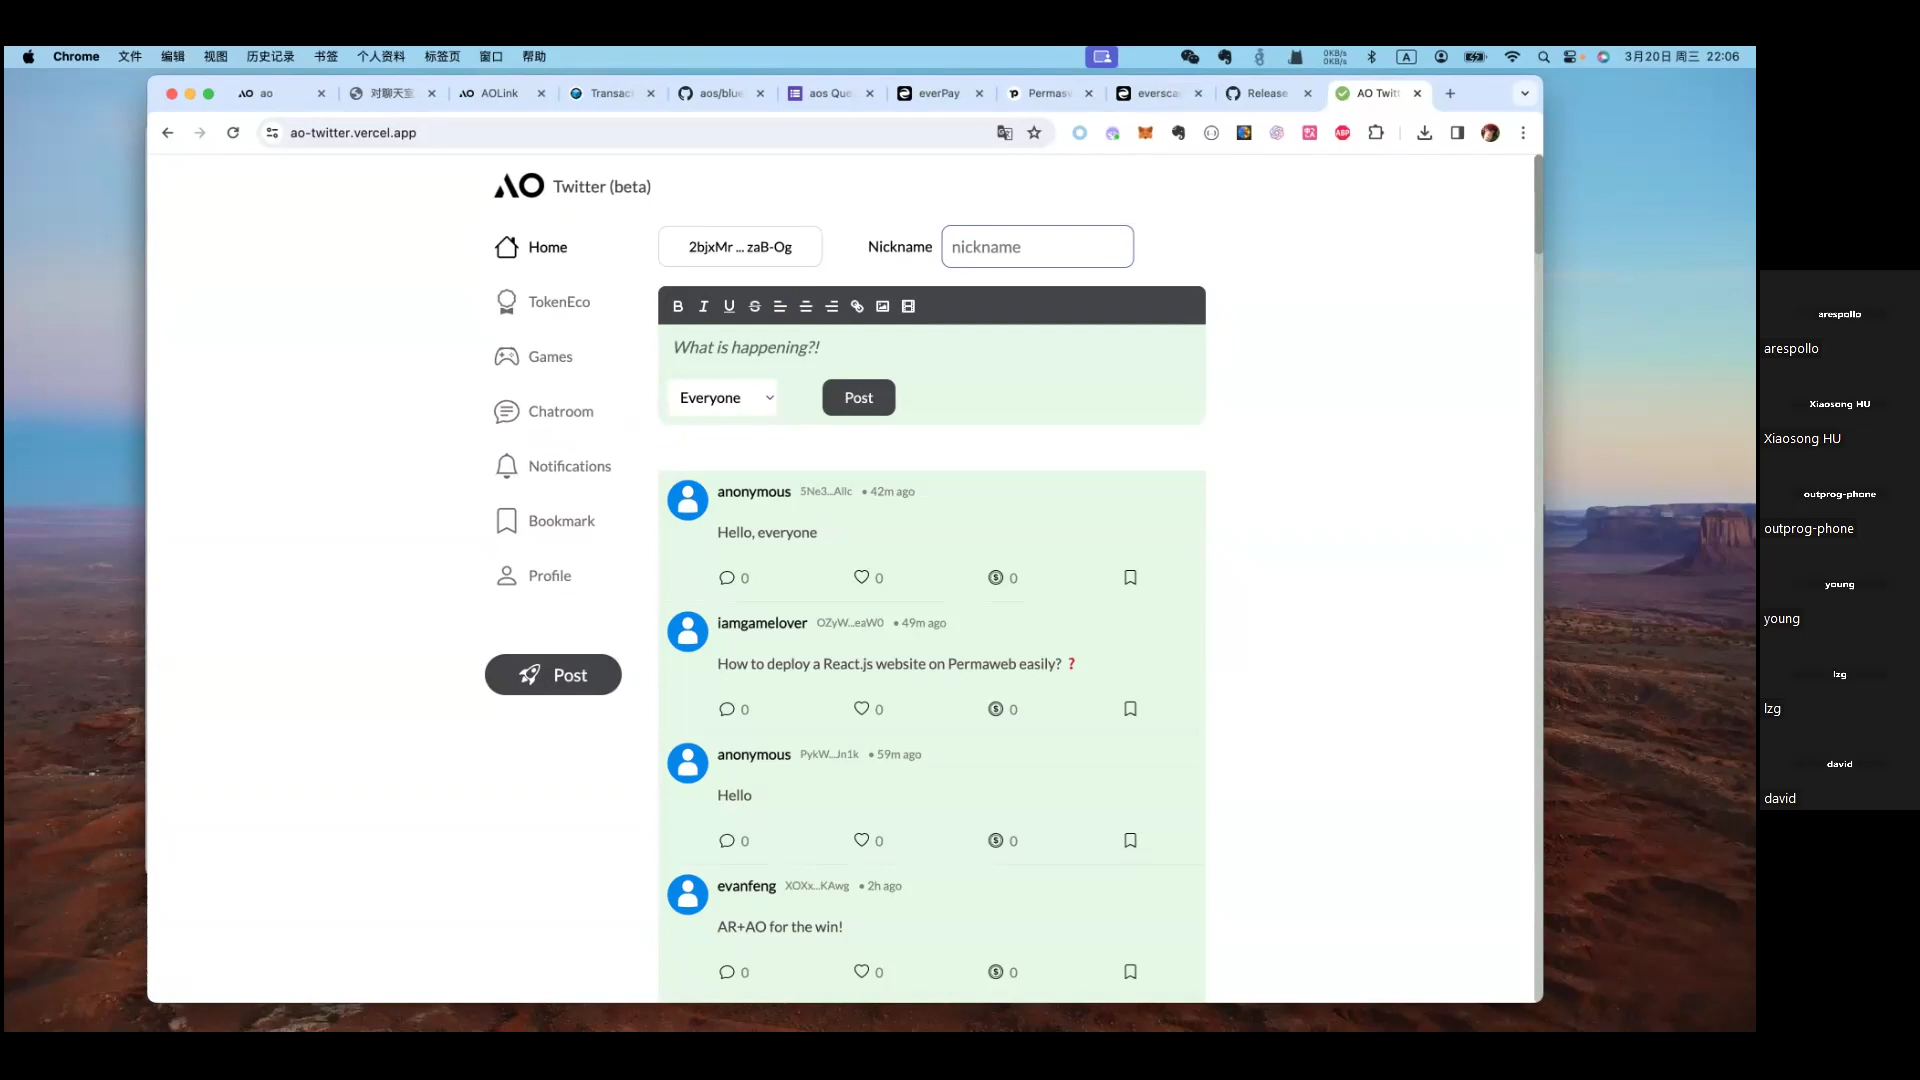 Chrome 文件 编辑 视图 历史记录 书签 个人资料 标签页 窗口 帮助 0KB/s 0KB/s A 3月20日 周三 22:06
AO ao 对聊天室 AO AOLink Transac aos/blue aos Que everPay Permasw eversca Release AO Twitt
ao-twitter.vercel.app ABP
AO Twitter (beta)
Home
TokenEco
Games
Chatroom
Notifications
Bookmark
Profile
Post
2bjxMr ... zaB-Og Nickname nickname
B I U S
What is happening?!
Everyone Post
anonymous 5Ne3...Allc • 42m ago
Hello, everyone
0 0 0
iamgamelover OZyW...eaW0 • 49m ago
How to deploy a React.js website on Permaweb easily? ❓
0 0 0
anonymous PykW...Jn1k • 59m ago
Hello
0 0 0
evanfeng XOXx...KAwg • 2h ago
AR+AO for the win!
0 0 0
arespollo
arespollo
Xiaosong HU
Xiaosong HU
outprog-phone
outprog-phone
young
young
lzg
lzg
david
david